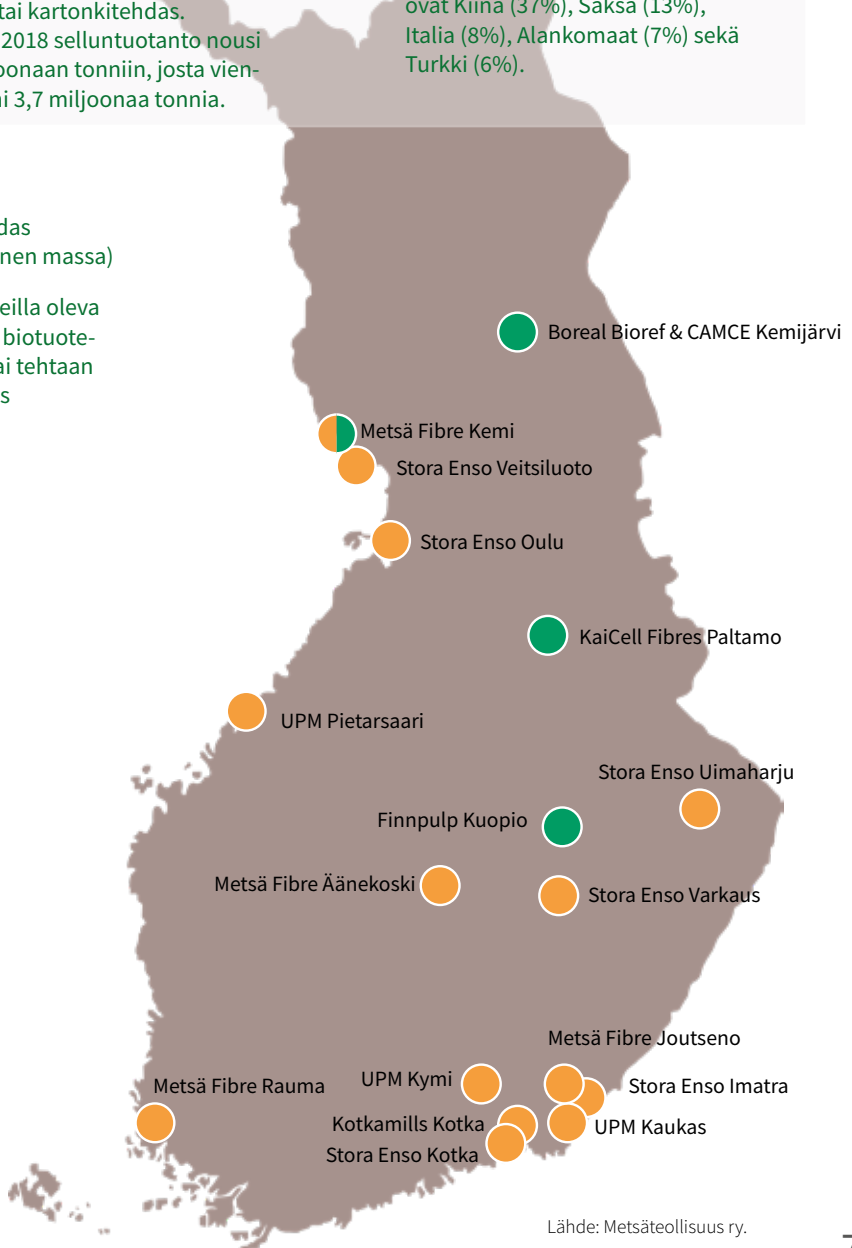 tai kartonkitehdas.
2018 selluntuotanto nousi
oonaan tonniin, josta vien-
i 3,7 miljoonaa tonnia.
ovat Kiina (37%), Saksa (13%),
Italia (8%), Alankomaat (7%) sekä
Turkki (6%).
das
nen massa)
eilla oleva
biotuote-
ai tehtaan
s
Boreal Bioref & CAMCE Kemijärvi
Metsä Fibre Kemi
Stora Enso Veitsiluoto
Stora Enso Oulu
KaiCell Fibres Paltamo
UPM Pietarsaari
Stora Enso Uimaharju
Finnpulp Kuopio
Metsä Fibre Äänekoski
Stora Enso Varkaus
Metsä Fibre Joutseno
Metsä Fibre Rauma
UPM Kymi
Stora Enso Imatra
Kotkamills Kotka
UPM Kaukas
Stora Enso Kotka
Lähde: Metsäteollisuus ry.